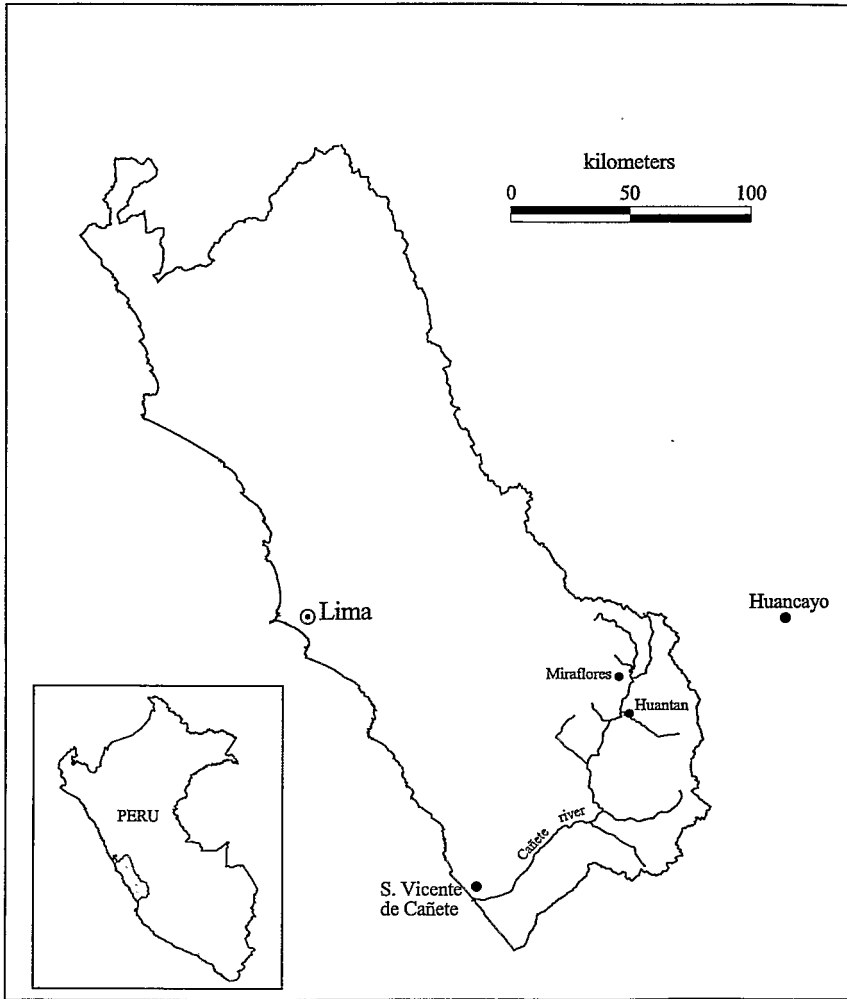 kilometers
0 50 100
Huancayo
Lima
Miraflores
Huantan
PERU
Cañete river
S. Vicente
de Cañete